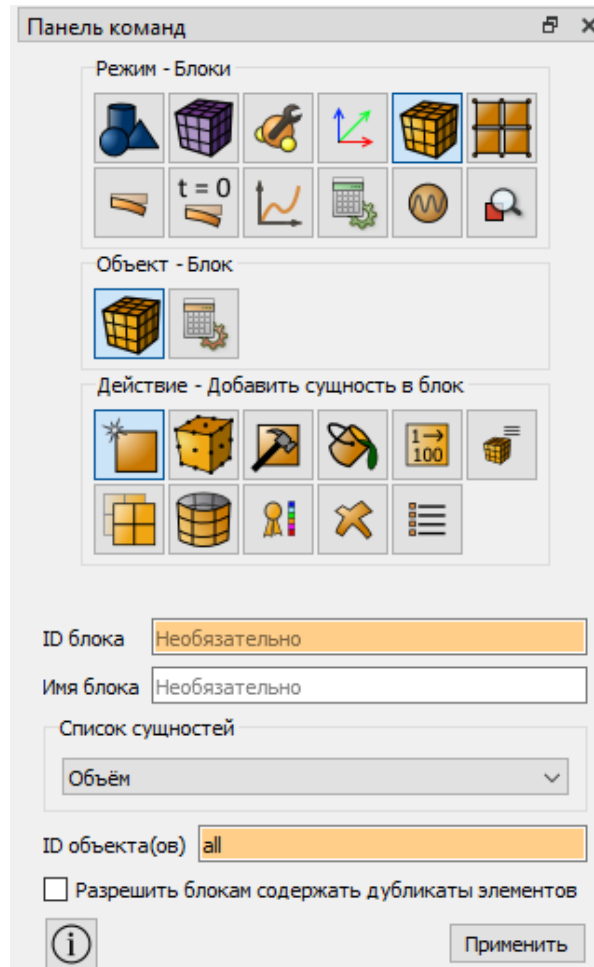 Панель команд
Режим - Блоки
t = 0
Объект - Блок
Действие - Добавить сущность в блок
1→
100
ID блока Необязательно
Имя блока Необязательно
Список сущностей
Объём
ID объекта(ов) all
Разрешить блокам содержать дубликаты элементов
i Применить